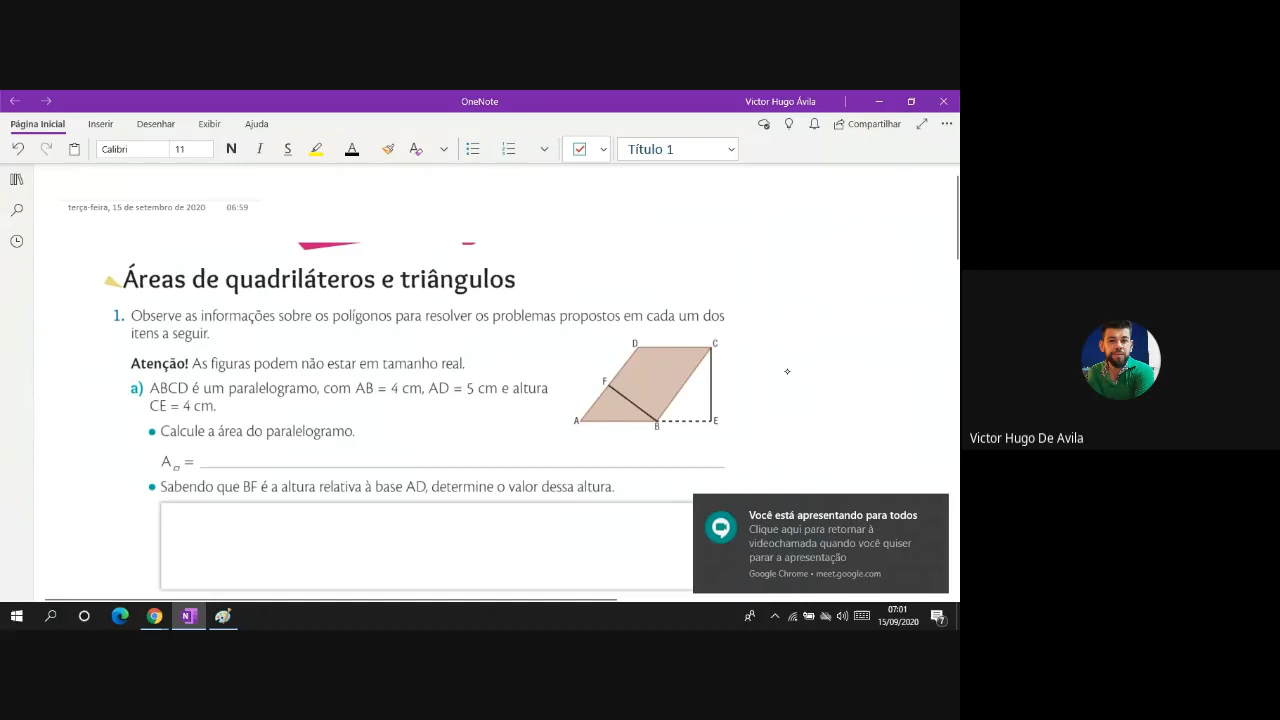 OneNote
Victor Hugo Ávila
Página Inicial Inserir Desenhar Exibir Ajuda
Compartilhar
Calibri 11 N I S A Título 1
terça-feira, 15 de setembro de 2020 06:59
Áreas de quadriláteros e triângulos
1. Observe as informações sobre os polígonos para resolver os problemas propostos em cada um dos
itens a seguir.
Atenção! As figuras podem não estar em tamanho real.
a) ABCD é um paralelogramo, com AB = 4 cm, AD = 5 cm e altura
CE = 4 cm.
D C
F
A B E
• Calcule a área do paralelogramo.
A▱ =
• Sabendo que BF é a altura relativa à base AD, determine o valor dessa altura.
Você está apresentando para todos
Clique aqui para retornar à
videochamada quando você quiser
parar a apresentação
Google Chrome • meet.google.com
07:01
15/09/2020
7
Victor Hugo De Avila